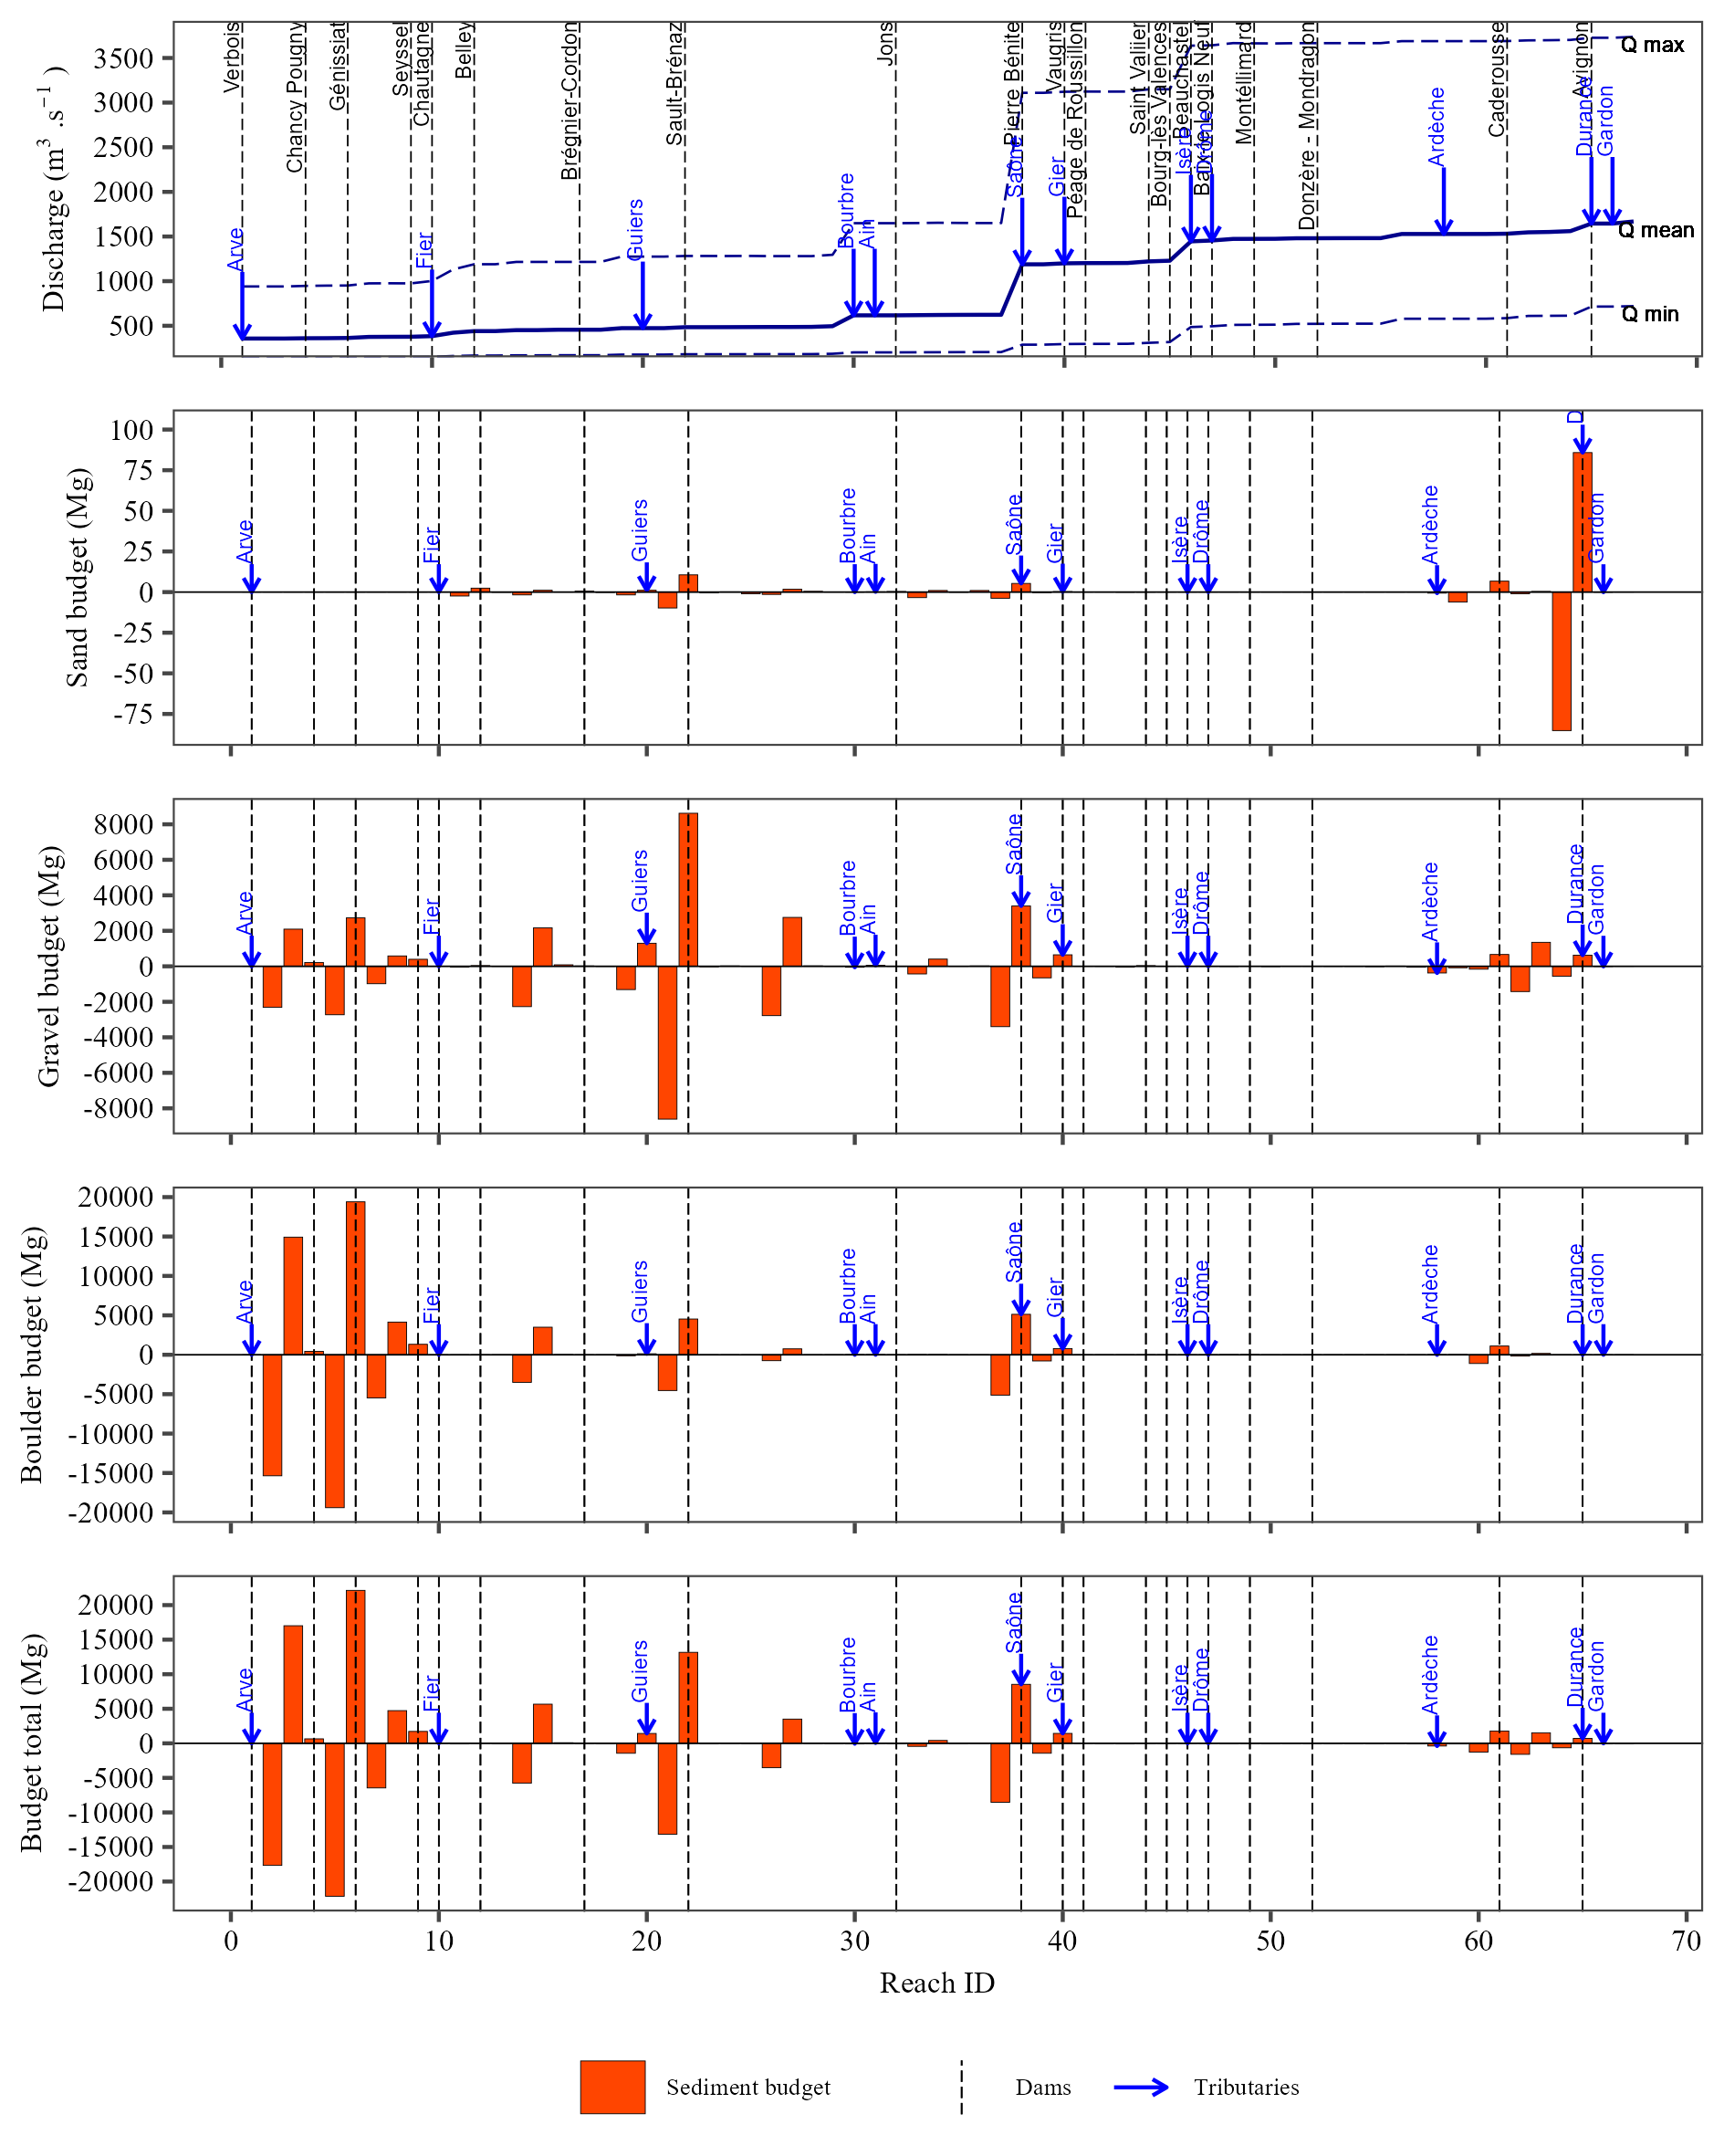 Discharge (m³ .s⁻¹ )
3500
3000
2500
2000
1500
1000
500
Verbois
Chancy Pougny
Génissiat
Seyssel
Chautagne
Belley
Brégnier-Cordon
Sault-Brénaz
Jons
Pierre Bénite
Vaugris
Péage de Roussillon
Saint Vallier
Bourg-lès Valences
Beauchastel
Baix-le-Logis Neuf
Montéllimard
Donzère - Mondragon
Caderousse
Avignon
Arve
Fier
Guiers
Bourbre
Ain
Saône
Gier
Isère
Drôme
Ardèche
Durance
Gardon
Q max
Q mean
Q min
Sand budget (Mg)
100
75
50
25
0
-25
-50
-75
Arve
Fier
Guiers
Bourbre
Ain
Saône
Gier
Isère
Drôme
Ardèche
D
Gardon
Gravel budget (Mg)
8000
6000
4000
2000
0
-2000
-4000
-6000
-8000
Arve
Fier
Guiers
Bourbre
Ain
Saône
Gier
Isère
Drôme
Ardèche
Durance
Gardon
Boulder budget (Mg)
20000
15000
10000
5000
0
-5000
-10000
-15000
-20000
Arve
Fier
Guiers
Bourbre
Ain
Saône
Gier
Isère
Drôme
Ardèche
Durance
Gardon
Budget total (Mg)
20000
15000
10000
5000
0
-5000
-10000
-15000
-20000
Arve
Fier
Guiers
Bourbre
Ain
Saône
Gier
Isère
Drôme
Ardèche
Durance
Gardon
0 10 20 30 40 50 60 70
Reach ID
Sediment budget Dams Tributaries